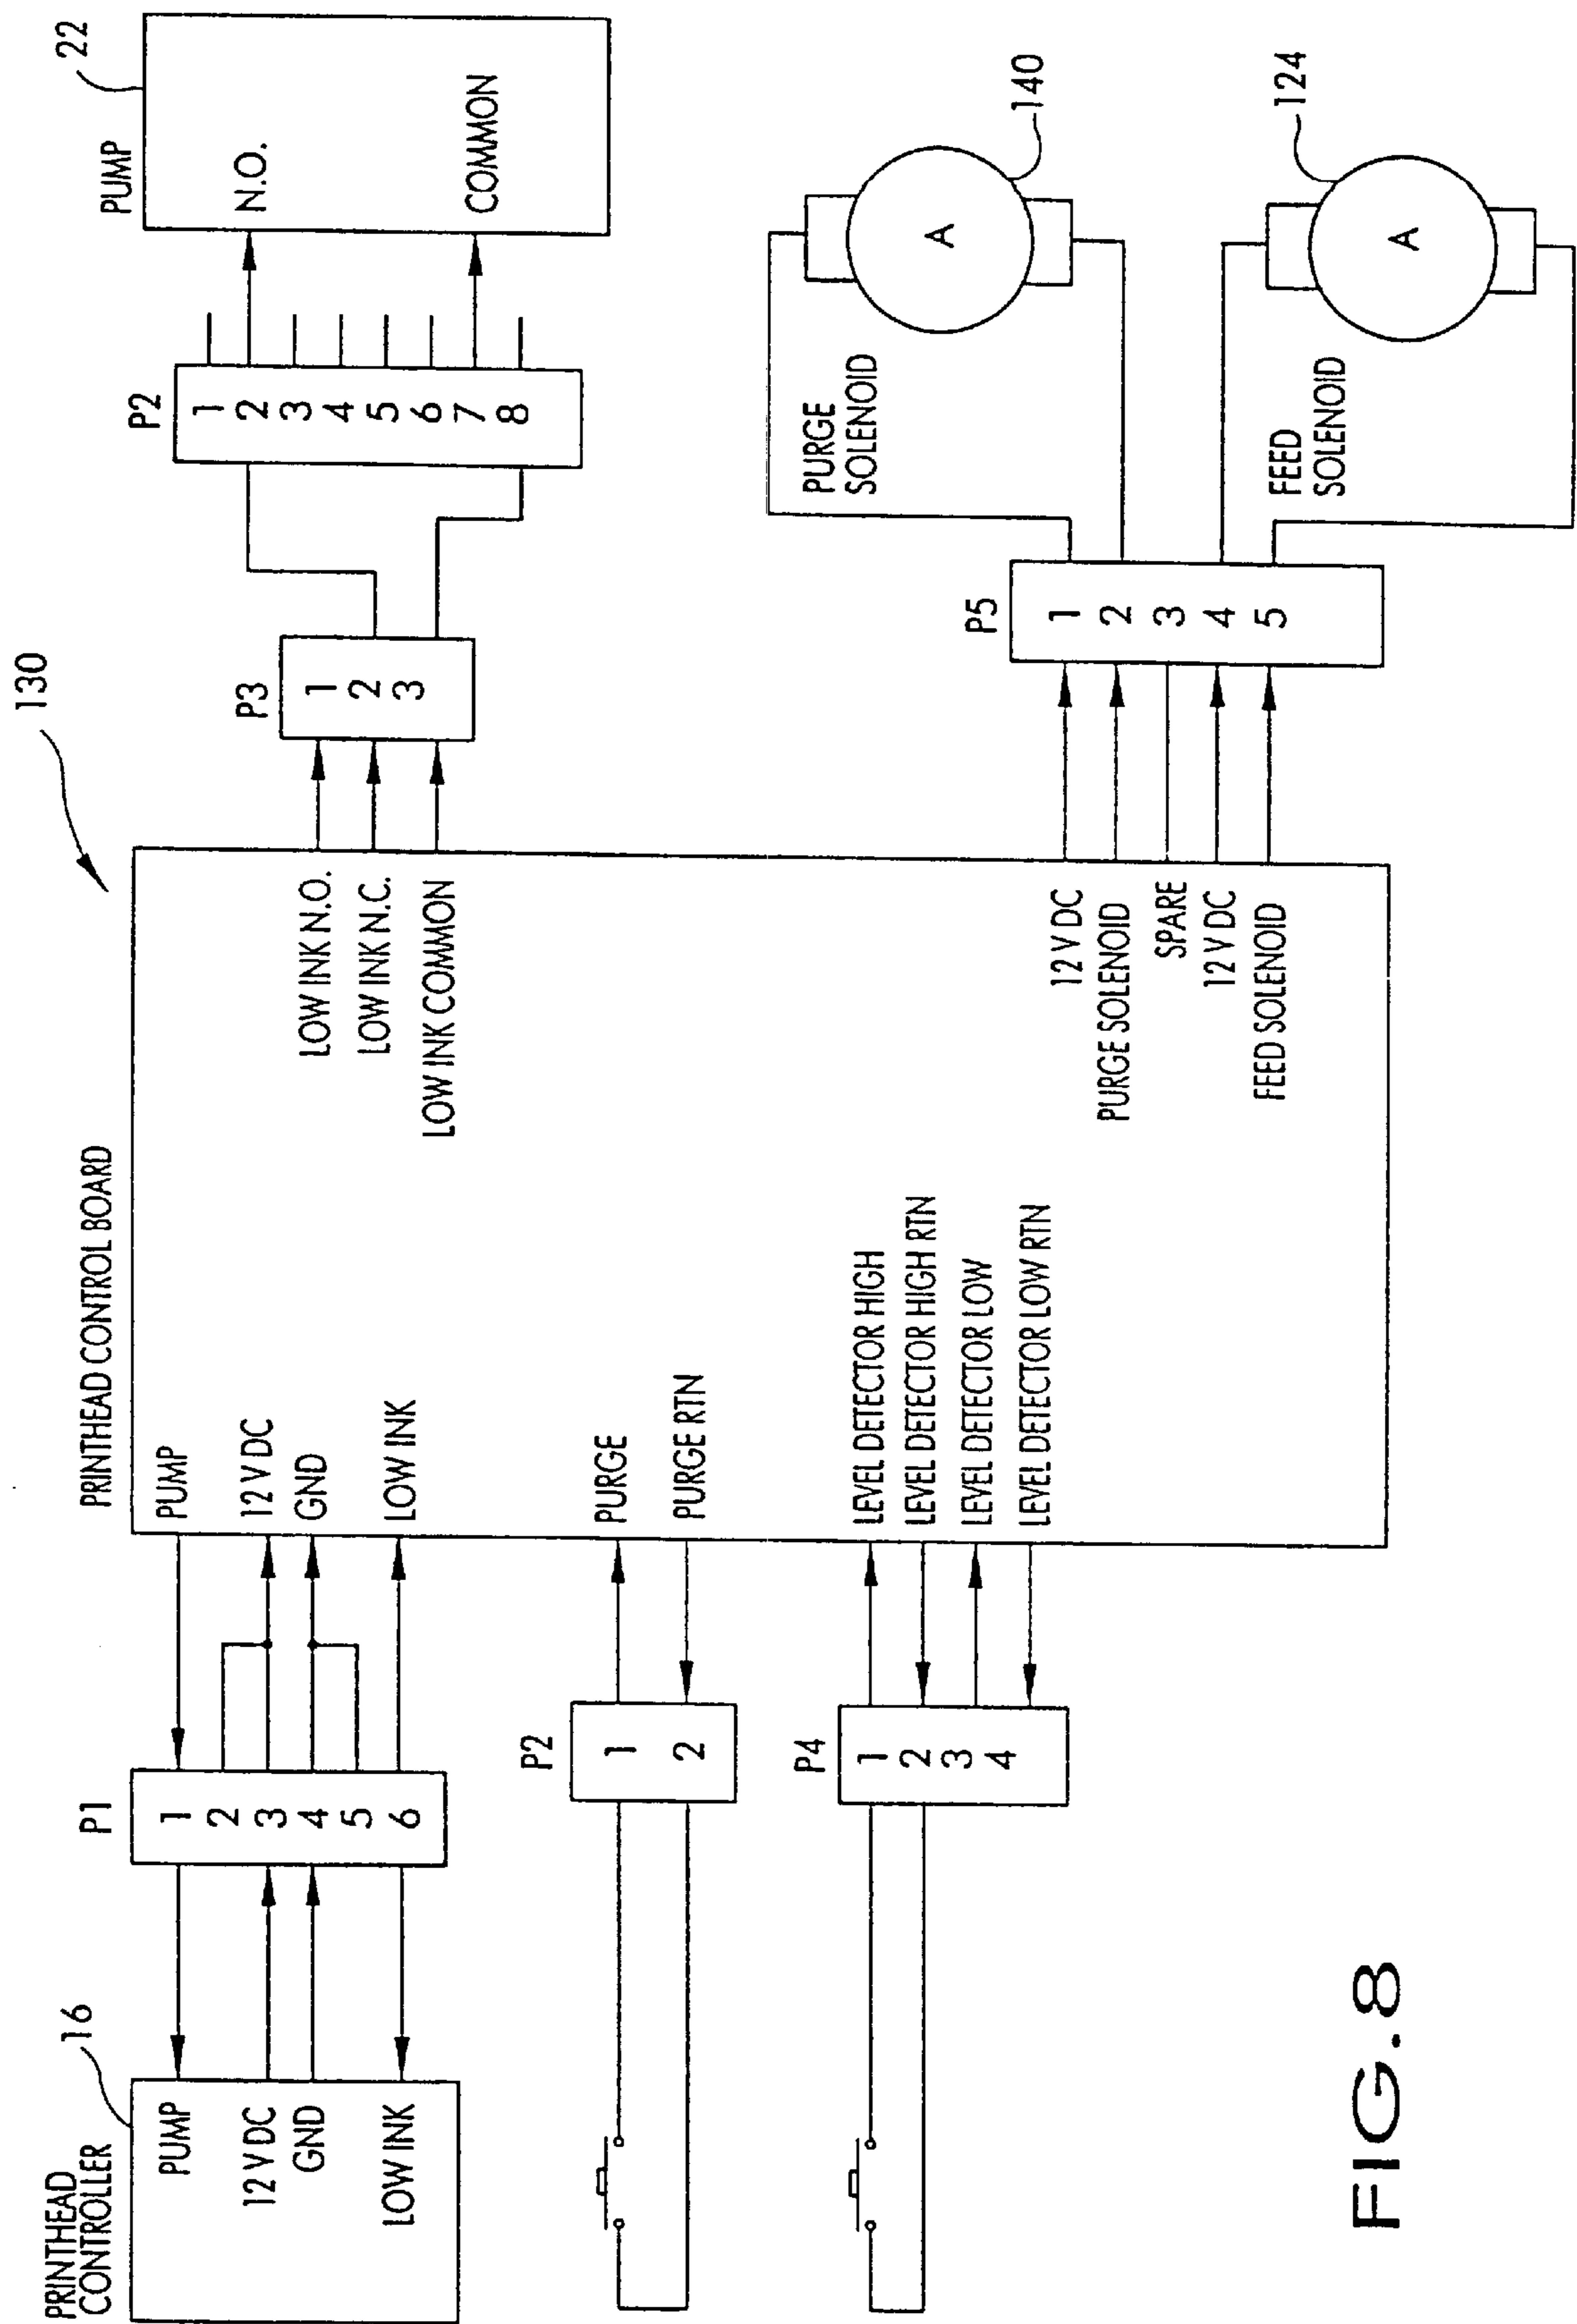 PRINTHEAD
CONTROLLER
16
PUMP
12 V DC
GND
LOW INK
P1
1
2
3
4
5
6
P2
1
2
P4
1
2
3
4
PRINTHEAD CONTROL BOARD
130
PUMP
12 V DC
GND
LOW INK
PURGE
PURGE RTN
LEVEL DETECTOR HIGH
LEVEL DETECTOR HIGH RTN
LEVEL DETECTOR LOW
LEVEL DETECTOR LOW RTN
LOW INK N.O.
LOW INK N.C.
LOW INK COMMON
12 V DC
PURGE SOLENOID
SPARE
12 V DC
FEED SOLENOID
P3
1
2
3
P2
1
2
3
4
5
6
7
8
PUMP
22
N.O.
COMMON
P5
1
2
3
4
5
PURGE
SOLENOID
A
140
FEED
SOLENOID
A
124
FIG.8